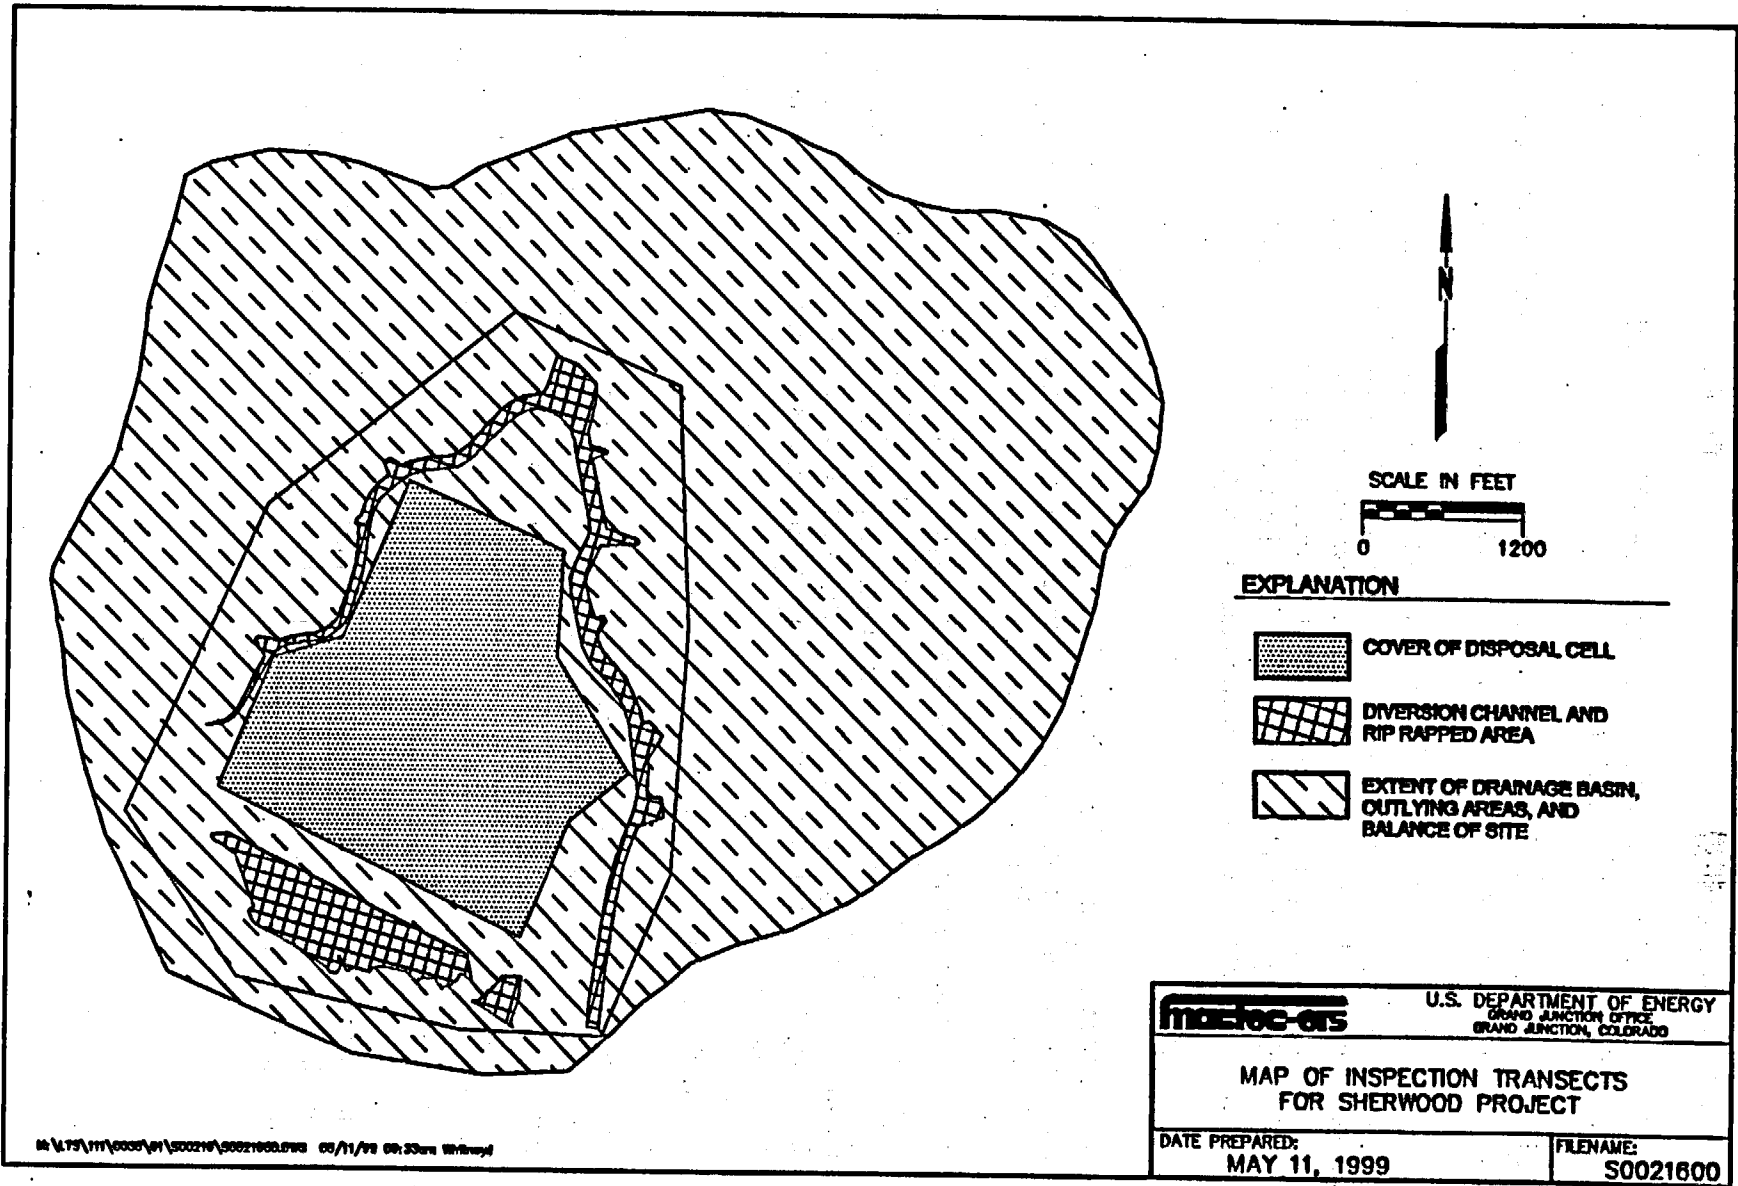 N
SCALE IN FEET
0 1200
EXPLANATION
COVER OF DISPOSAL CELL
DIVERSION CHANNEL AND
RIP RAPPED AREA
EXTENT OF DRAINAGE BASIN,
OUTLYING AREAS, AND
BALANCE OF SITE
mactec-ers
U.S. DEPARTMENT OF ENERGY
GRAND JUNCTION OFFICE
GRAND JUNCTION, COLORADO
MAP OF INSPECTION TRANSECTS
FOR SHERWOOD PROJECT
DATE PREPARED:
MAY 11, 1999
FILENAME:
S0021600